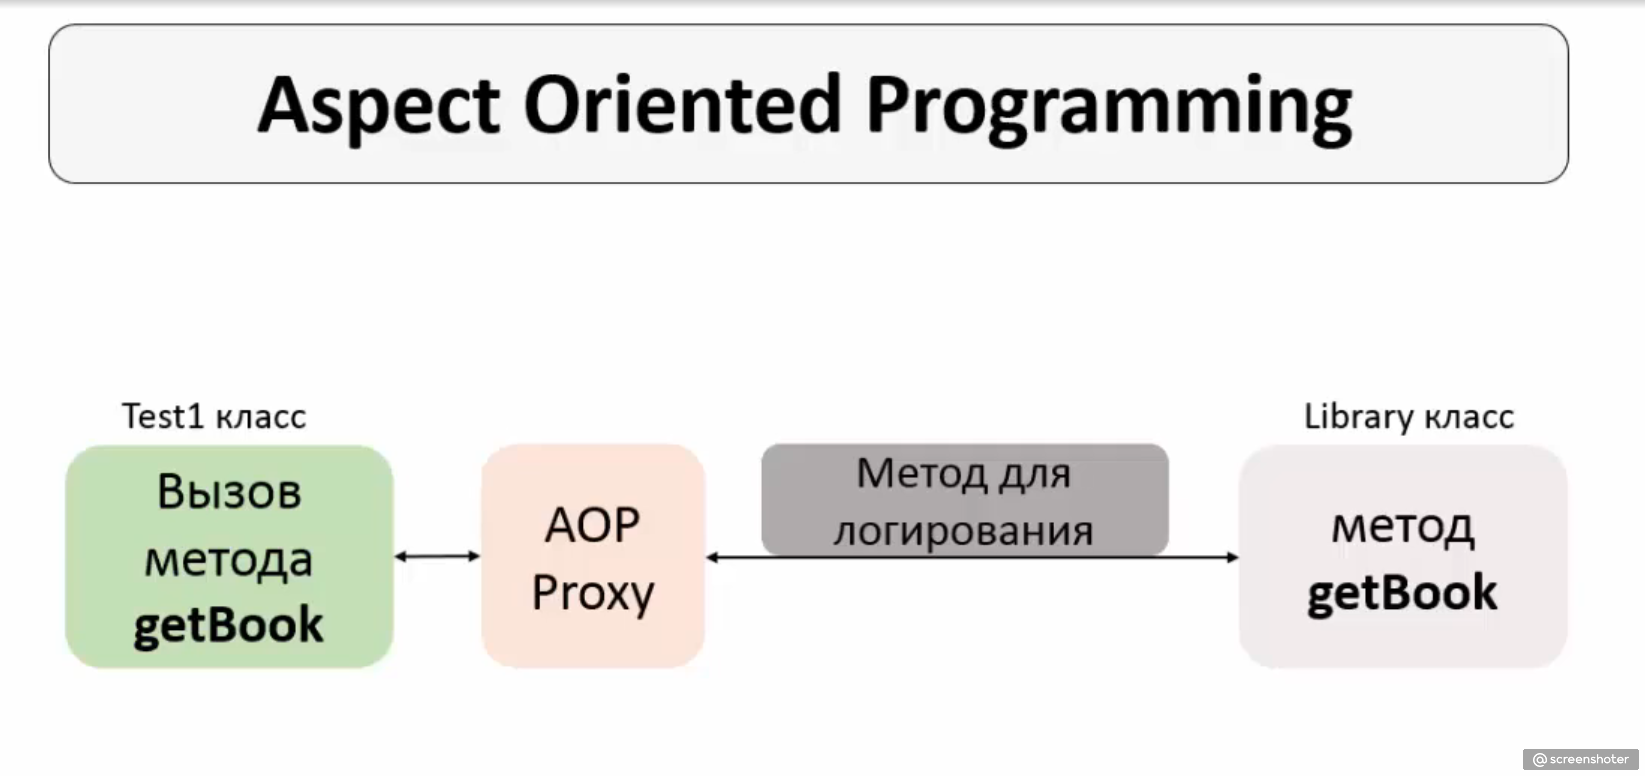 Aspect Oriented Programming
Test1 класс
Вызов
метода
getBook
AOP
Proxy
Метод для
логирования
Library класс
метод
getBook
@screenshoter